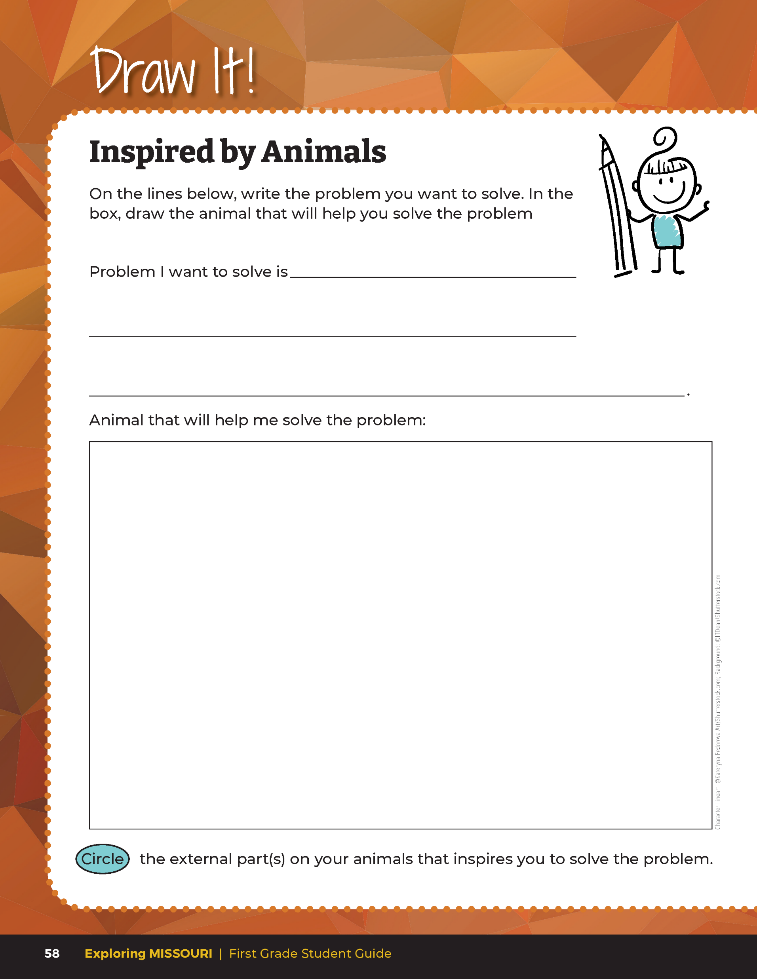 Draw It!
Inspired by Animals
On the lines below, write the problem you want to solve. In the
box, draw the animal that will help you solve the problem
Problem I want to solve is
.
Animal that will help me solve the problem:
Circle the external part(s) on your animals that inspires you to solve the problem.
58 Exploring MISSOURI | First Grade Student Guide